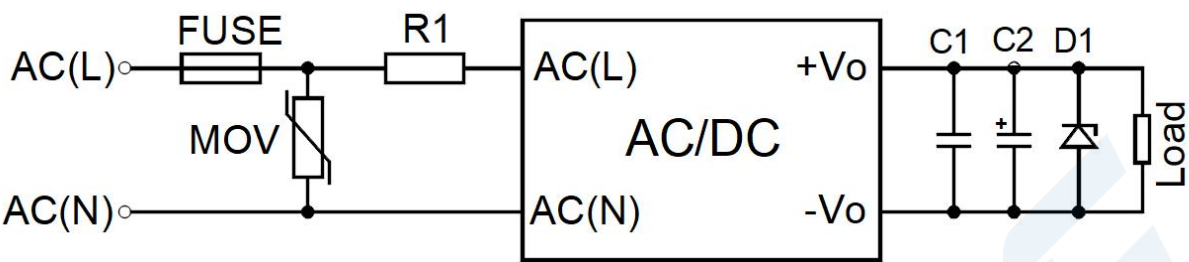 FUSE R1 C1 C2 D1
AC(L) AC(L) +Vo
MOV AC/DC + Load
AC(N) AC(N) -Vo